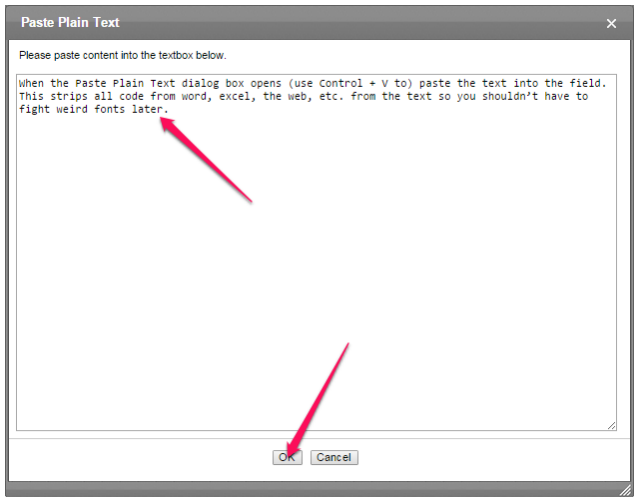 Paste Plain Text
Please paste content into the textbox below.
When the Paste Plain Text dialog box opens (use Control + V to) paste the text into the field.
This strips all code from word, excel, the web, etc. from the text so you shouldn’t have to
fight weird fonts later.
OK Cancel